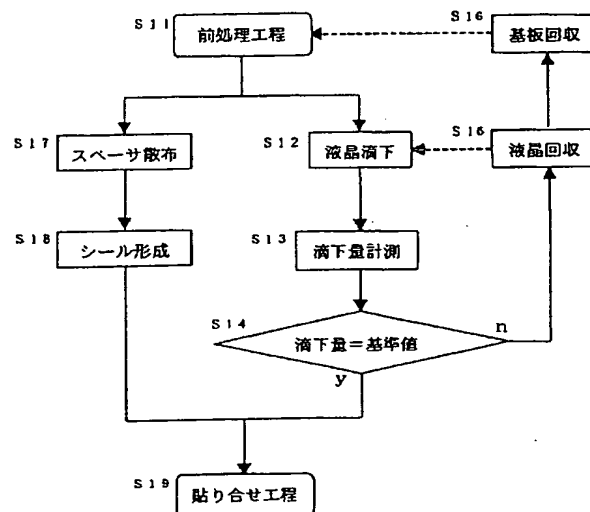 S11
前処理工程
S16
基板回収
S17
スペーサ散布
S12
液晶滴下
S16
液晶回収
S18
シール形成
S13
滴下量計測
S14
滴下量=基準値
n
y
S19
貼り合せ工程